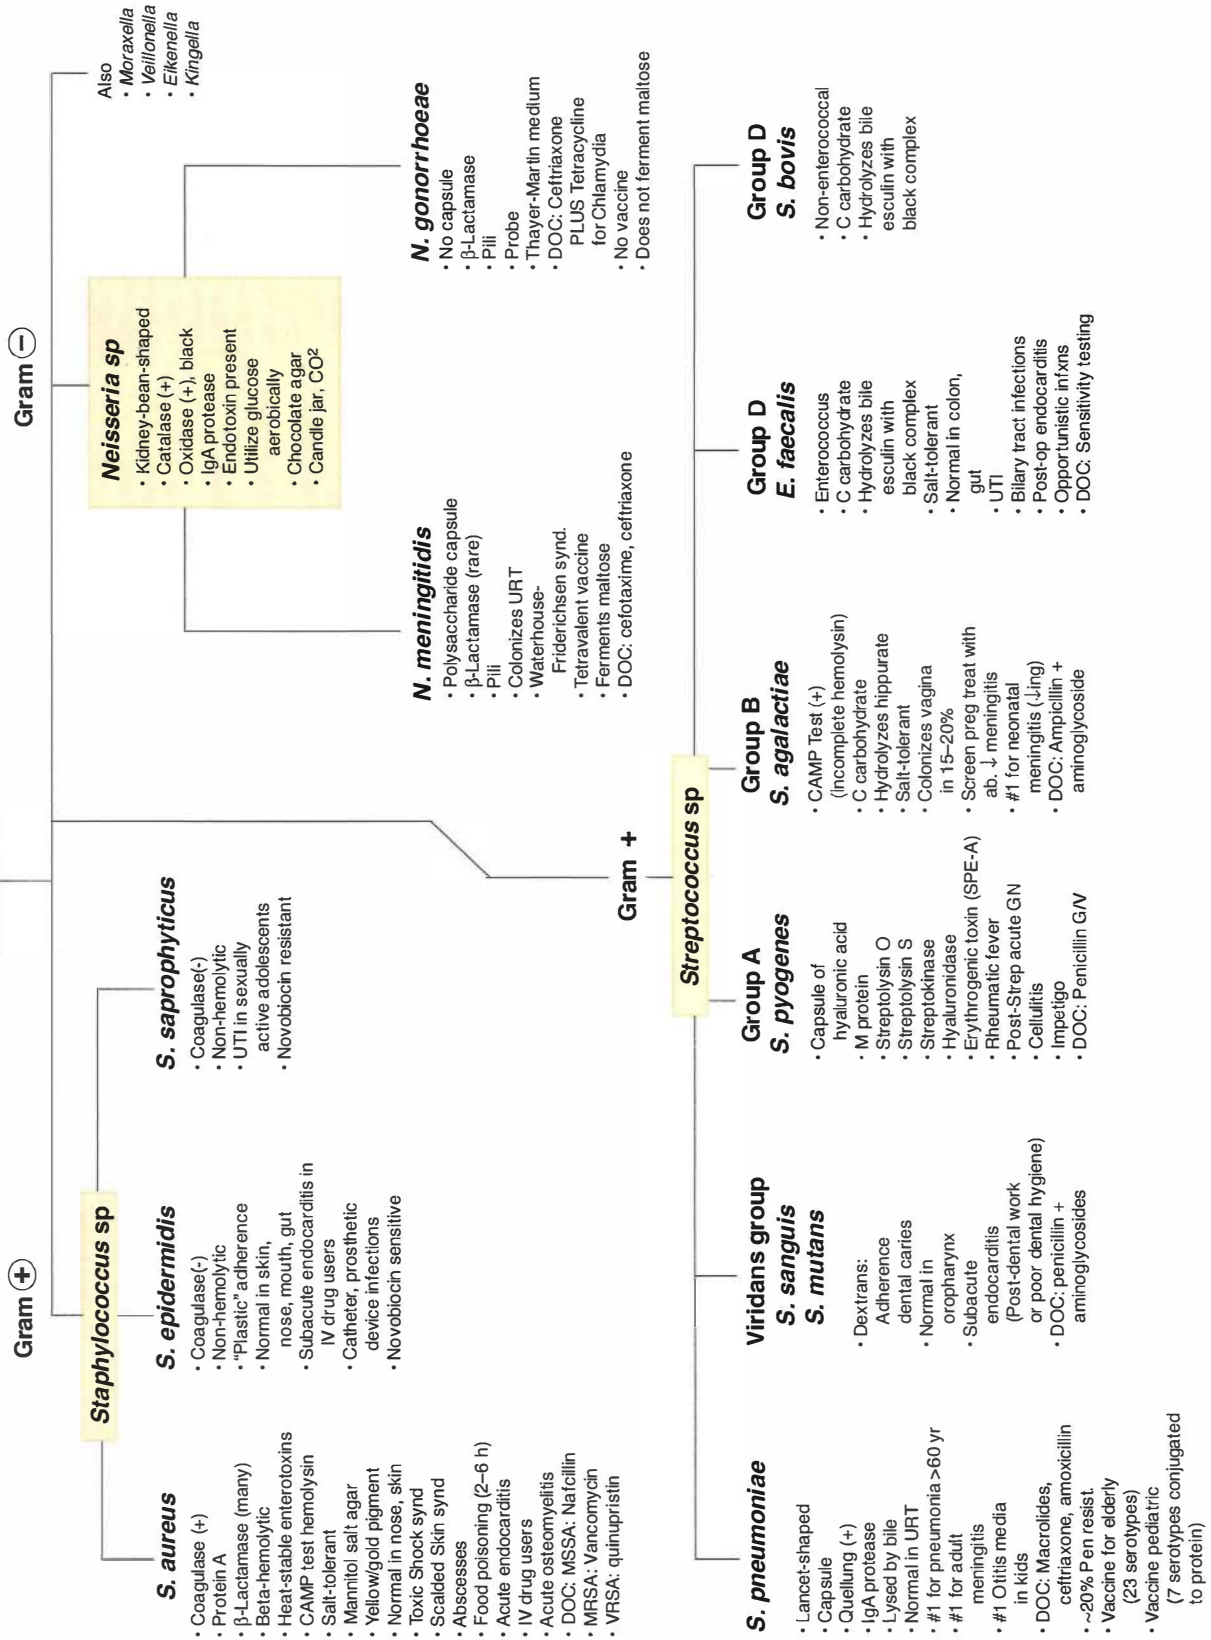 Gram +
Staphylococcus sp
S. aureus
• Coagulase (+)
• Protein A
• β-Lactamase (many)
• Beta-hemolytic
• Heat-stable enterotoxins
• CAMP test hemolysin
• Salt-tolerant
• Mannitol salt agar
• Yellow/gold pigment
• Normal in nose, skin
• Toxic Shock synd
• Scalded Skin synd
• Abscesses
• Food poisoning (2–6 h)
• Acute endocarditis
• IV drug users
• Acute osteomyelitis
• DOC: MSSA: Nafcillin
• MRSA: Vancomycin
• VRSA: quinupristin
S. epidermidis
• Coagulase(-)
• Non-hemolytic
• "Plastic" adherence
• Normal in skin,
nose, mouth, gut
• Subacute endocarditis in
IV drug users
• Catheter, prosthetic
device infections
• Novobiocin sensitive
S. saprophyticus
• Coagulase(-)
• Non-hemolytic
• UTI in sexually
active adolescents
• Novobiocin resistant
Gram −
Neisseria sp
• Kidney-bean-shaped
• Catalase (+)
• Oxidase (+), black
• IgA protease
• Endotoxin present
• Utilize glucose
aerobically
• Chocolate agar
• Candle jar, CO²
N. meningitidis
• Polysaccharide capsule
• β-Lactamase (rare)
• Pili
• Colonizes URT
• Waterhouse-
Friderichsen synd.
• Tetravalent vaccine
• Ferments maltose
• DOC: cefotaxime, ceftriaxone
N. gonorrhoeae
• No capsule
• β-Lactamase
• Pili
• Probe
• Thayer-Martin medium
• DOC: Ceftriaxone
PLUS Tetracycline
for Chlamydia
• No vaccine
• Does not ferment maltose
Also
• Moraxella
• Veillonella
• Eikenella
• Kingella
Gram +
Streptococcus sp
S. pneumoniae
• Lancet-shaped
• Capsule
• Quellung (+)
• IgA protease
• Lysed by bile
• Normal in URT
• #1 for pneumonia >60 yr
• #1 for adult
meningitis
• #1 Otitis media
in kids
• DOC: Macrolides,
ceftriaxone, amoxicillin
• ~20% Pen resist.
• Vaccine for elderly
(23 serotypes)
• Vaccine pediatric
(7 serotypes conjugated
to protein)
Viridans group
S. sanguis
S. mutans
• Dextrans:
Adherence
dental caries
• Normal in
oropharynx
• Subacute
endocarditis
(Post-dental work
or poor dental hygiene)
• DOC: penicillin +
aminoglycosides
Group A
S. pyogenes
• Capsule of
hyaluronic acid
• M protein
• Streptolysin O
• Streptolysin S
• Streptokinase
• Hyaluronidase
• Erythrogenic toxin (SPE-A)
• Rheumatic fever
• Post-Strep acute GN
• Cellulitis
• Impetigo
• DOC: Penicillin G/V
Group B
S. agalactiae
• CAMP Test (+)
(incomplete hemolysin)
• C carbohydrate
• Hydrolyzes hippurate
• Salt-tolerant
• Colonizes vagina
in 15–20%
• Screen preg treat with
ab. ↓ meningitis
• #1 for neonatal
meningitis (↓ing)
• DOC: Ampicillin +
aminoglycoside
Group D
E. faecalis
• Enterococcus
• C carbohydrate
• Hydrolyzes bile
esculin with
black complex
• Salt-tolerant
• Normal in colon,
gut
• UTI
• Bilary tract infections
• Post-op endocarditis
• Opportunistic infxns
• DOC: Sensitivity testing
Group D
S. bovis
• Non-enterococcal
• C carbohydrate
• Hydrolyzes bile
esculin with
black complex